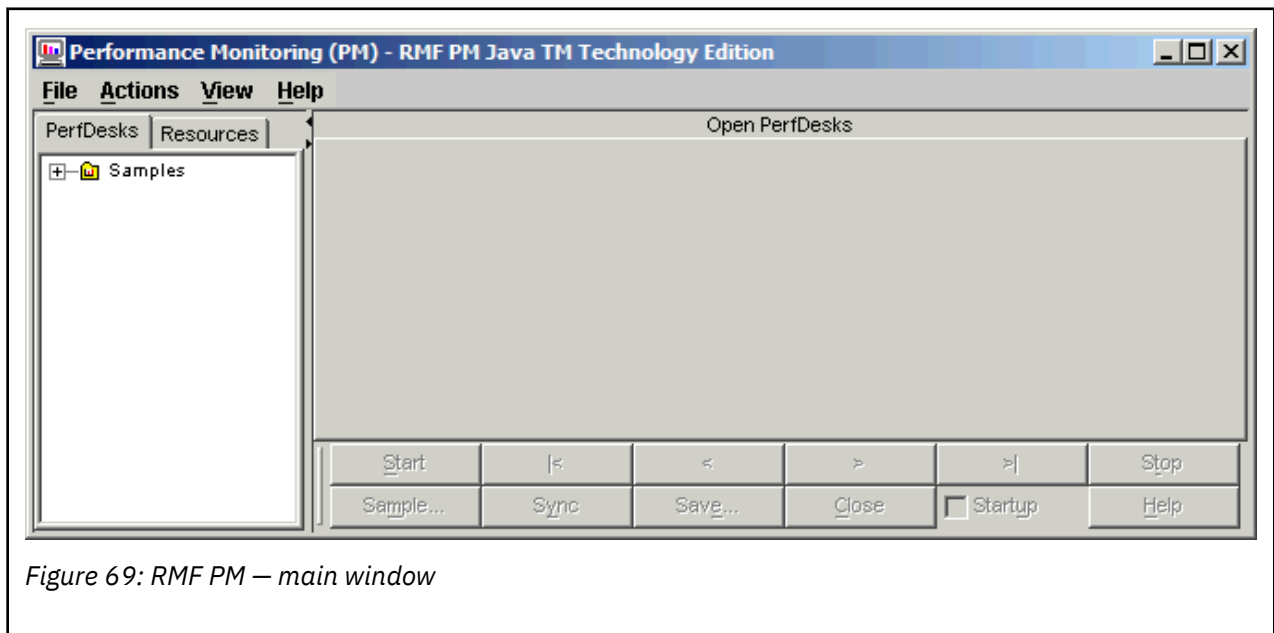 Performance Monitoring (PM) - RMF PM Java TM Technology Edition
File Actions View Help
PerfDesks Resources
Open PerfDesks
Samples
Start |< < > >| Stop
Sample... Sync Save... Close Startup Help
Figure 69: RMF PM — main window